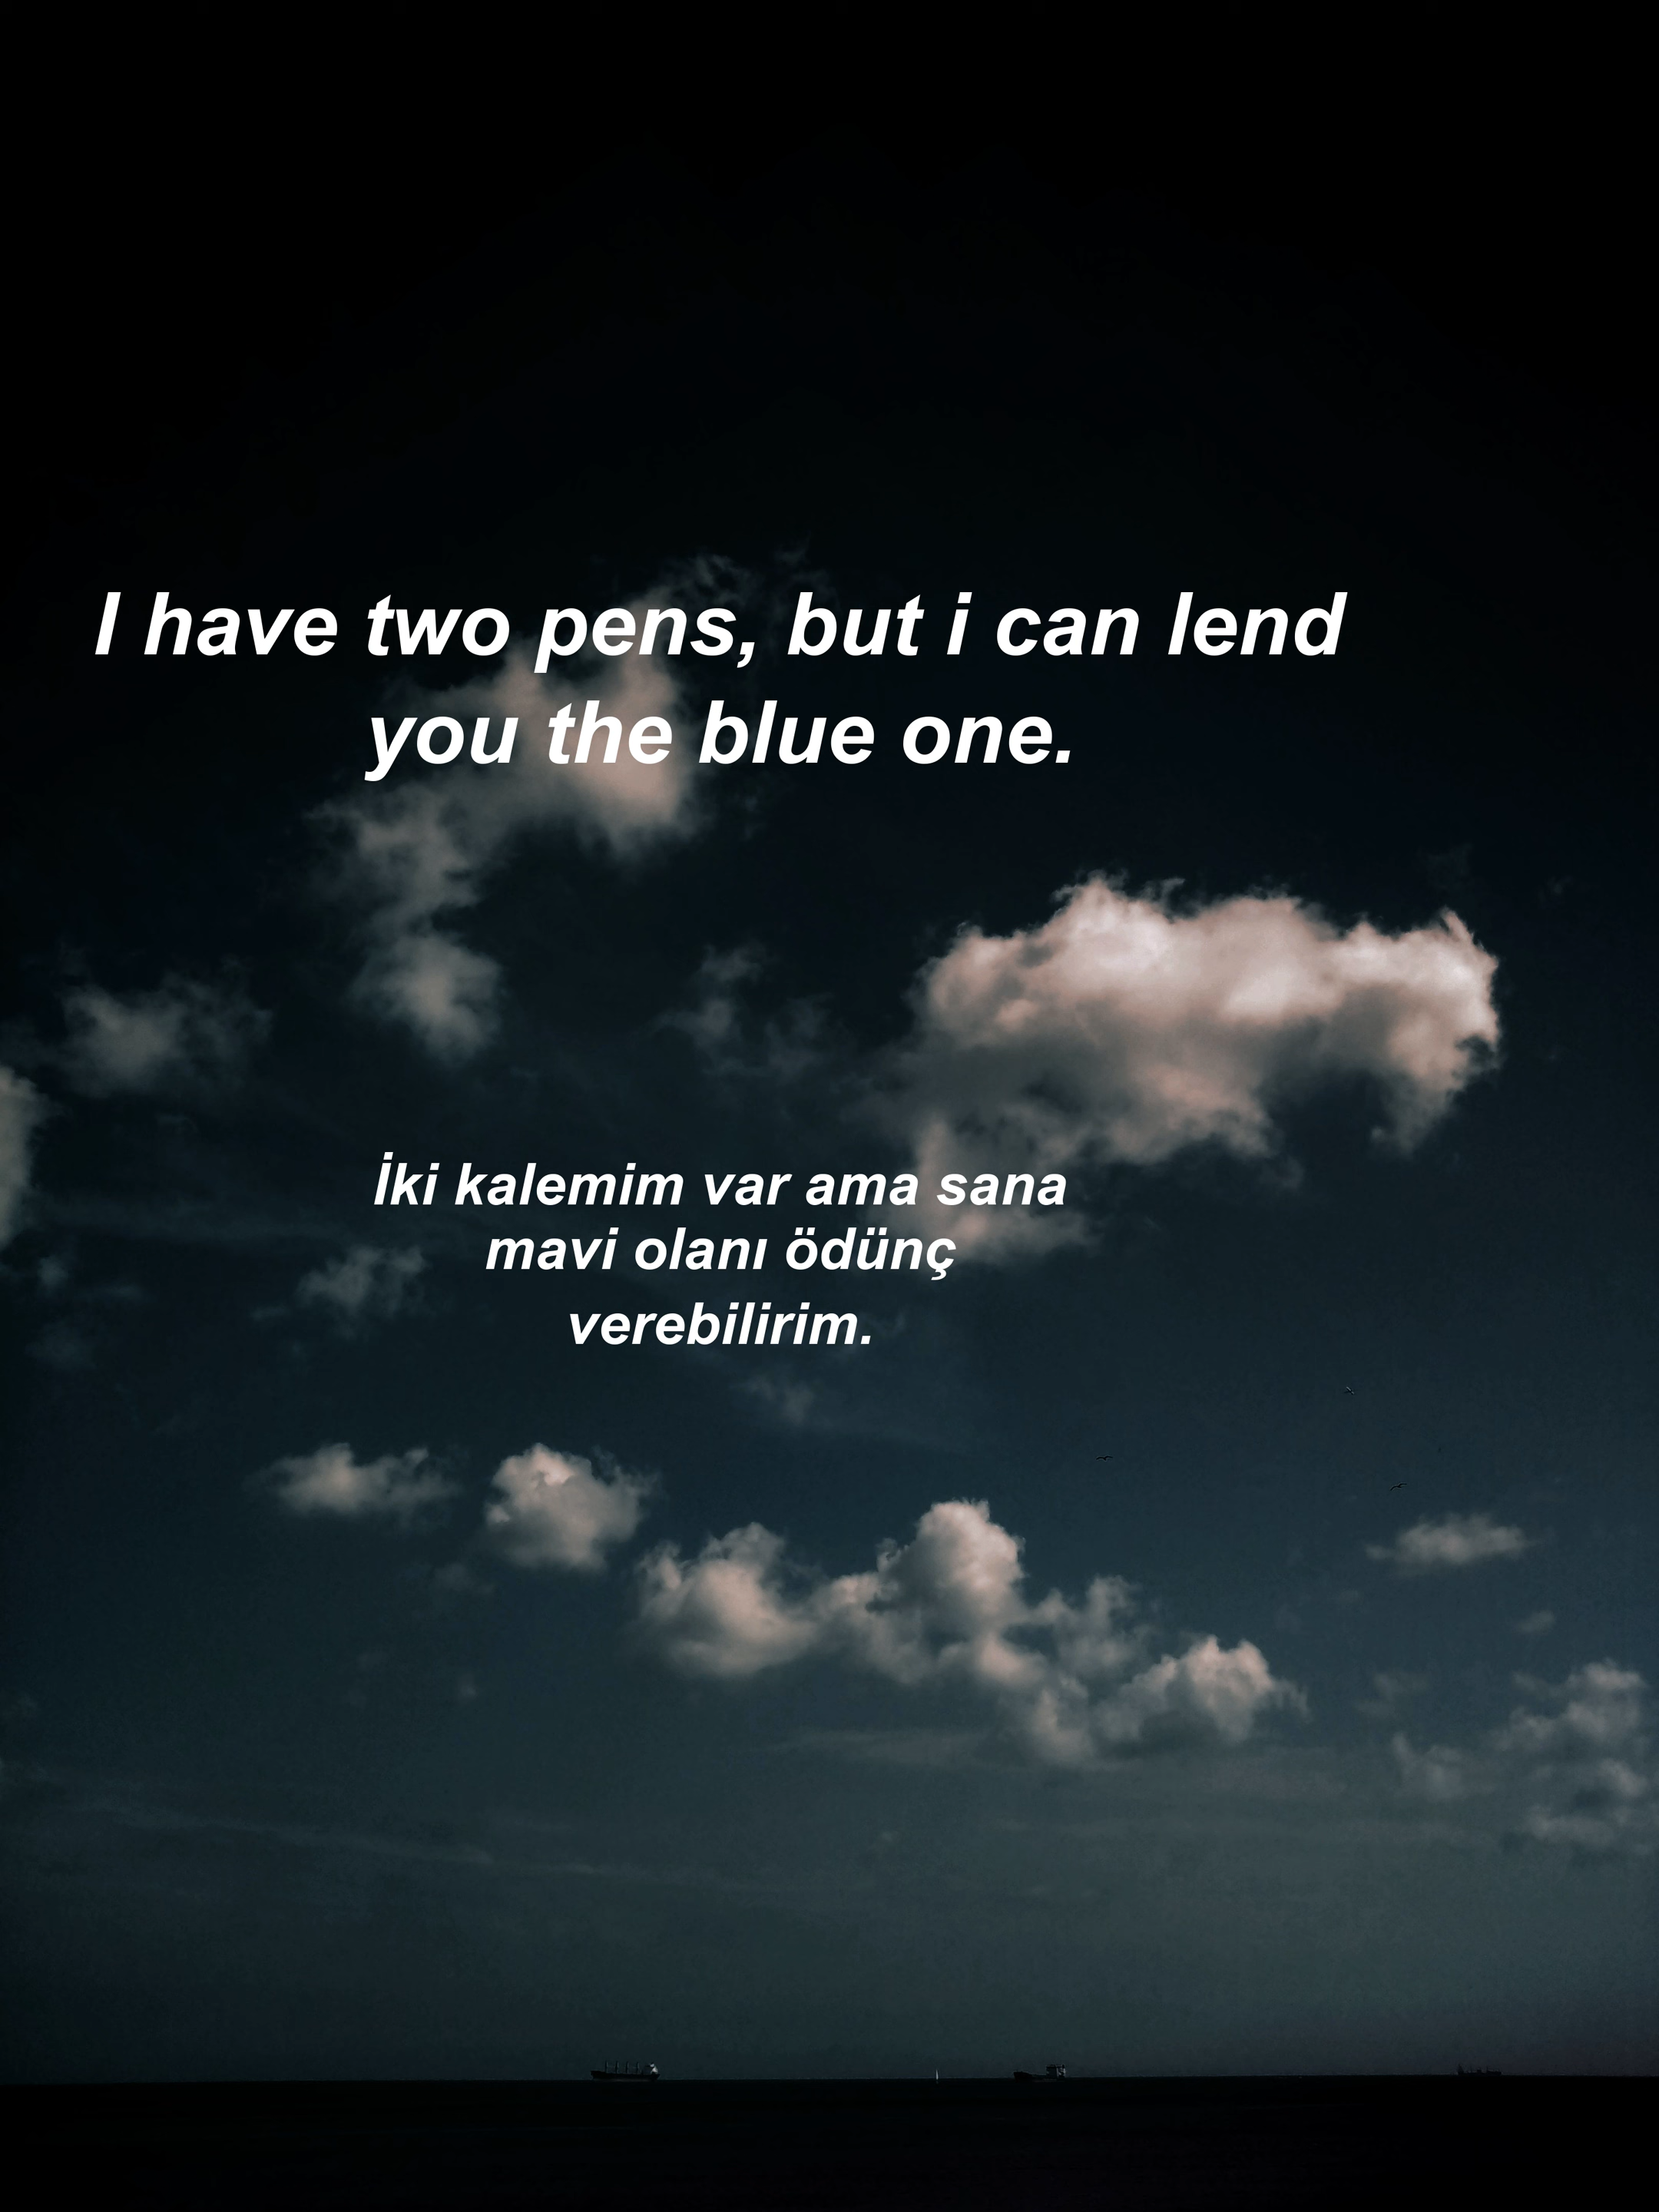 I have two pens, but i can lend
you the blue one.
İki kalemim var ama sana
mavi olanı ödünç
verebilirim.